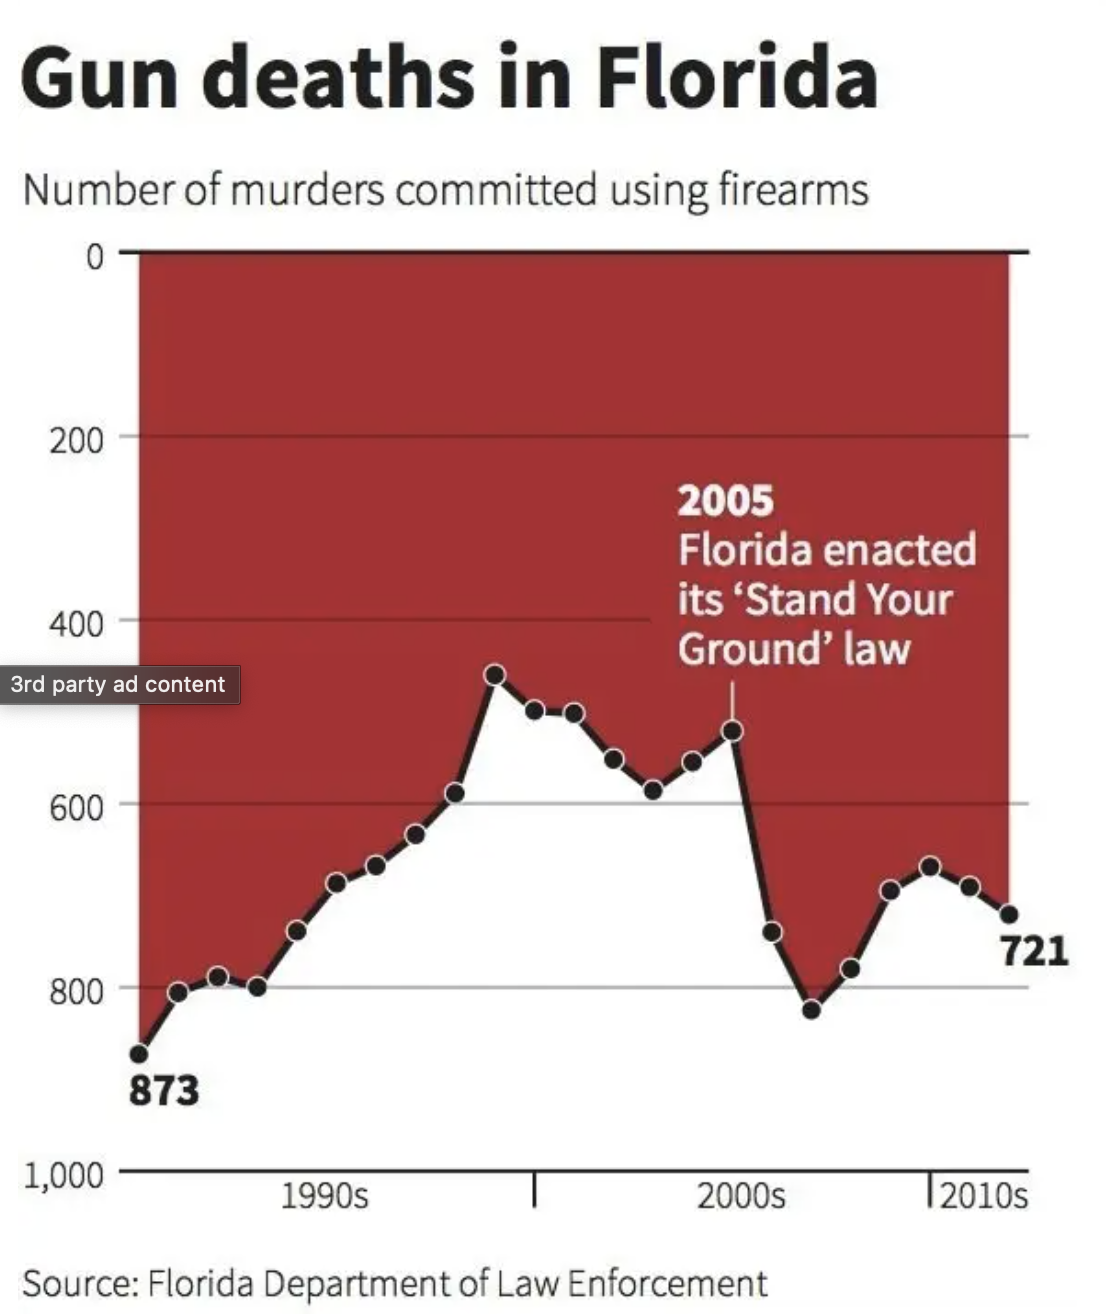 Gun deaths in Florida
Number of murders committed using firearms
0
200
2005
Florida enacted
its ‘Stand Your
Ground’ law
400
3rd party ad content
600
721
800
873
1,000
1990s 2000s 2010s
Source: Florida Department of Law Enforcement